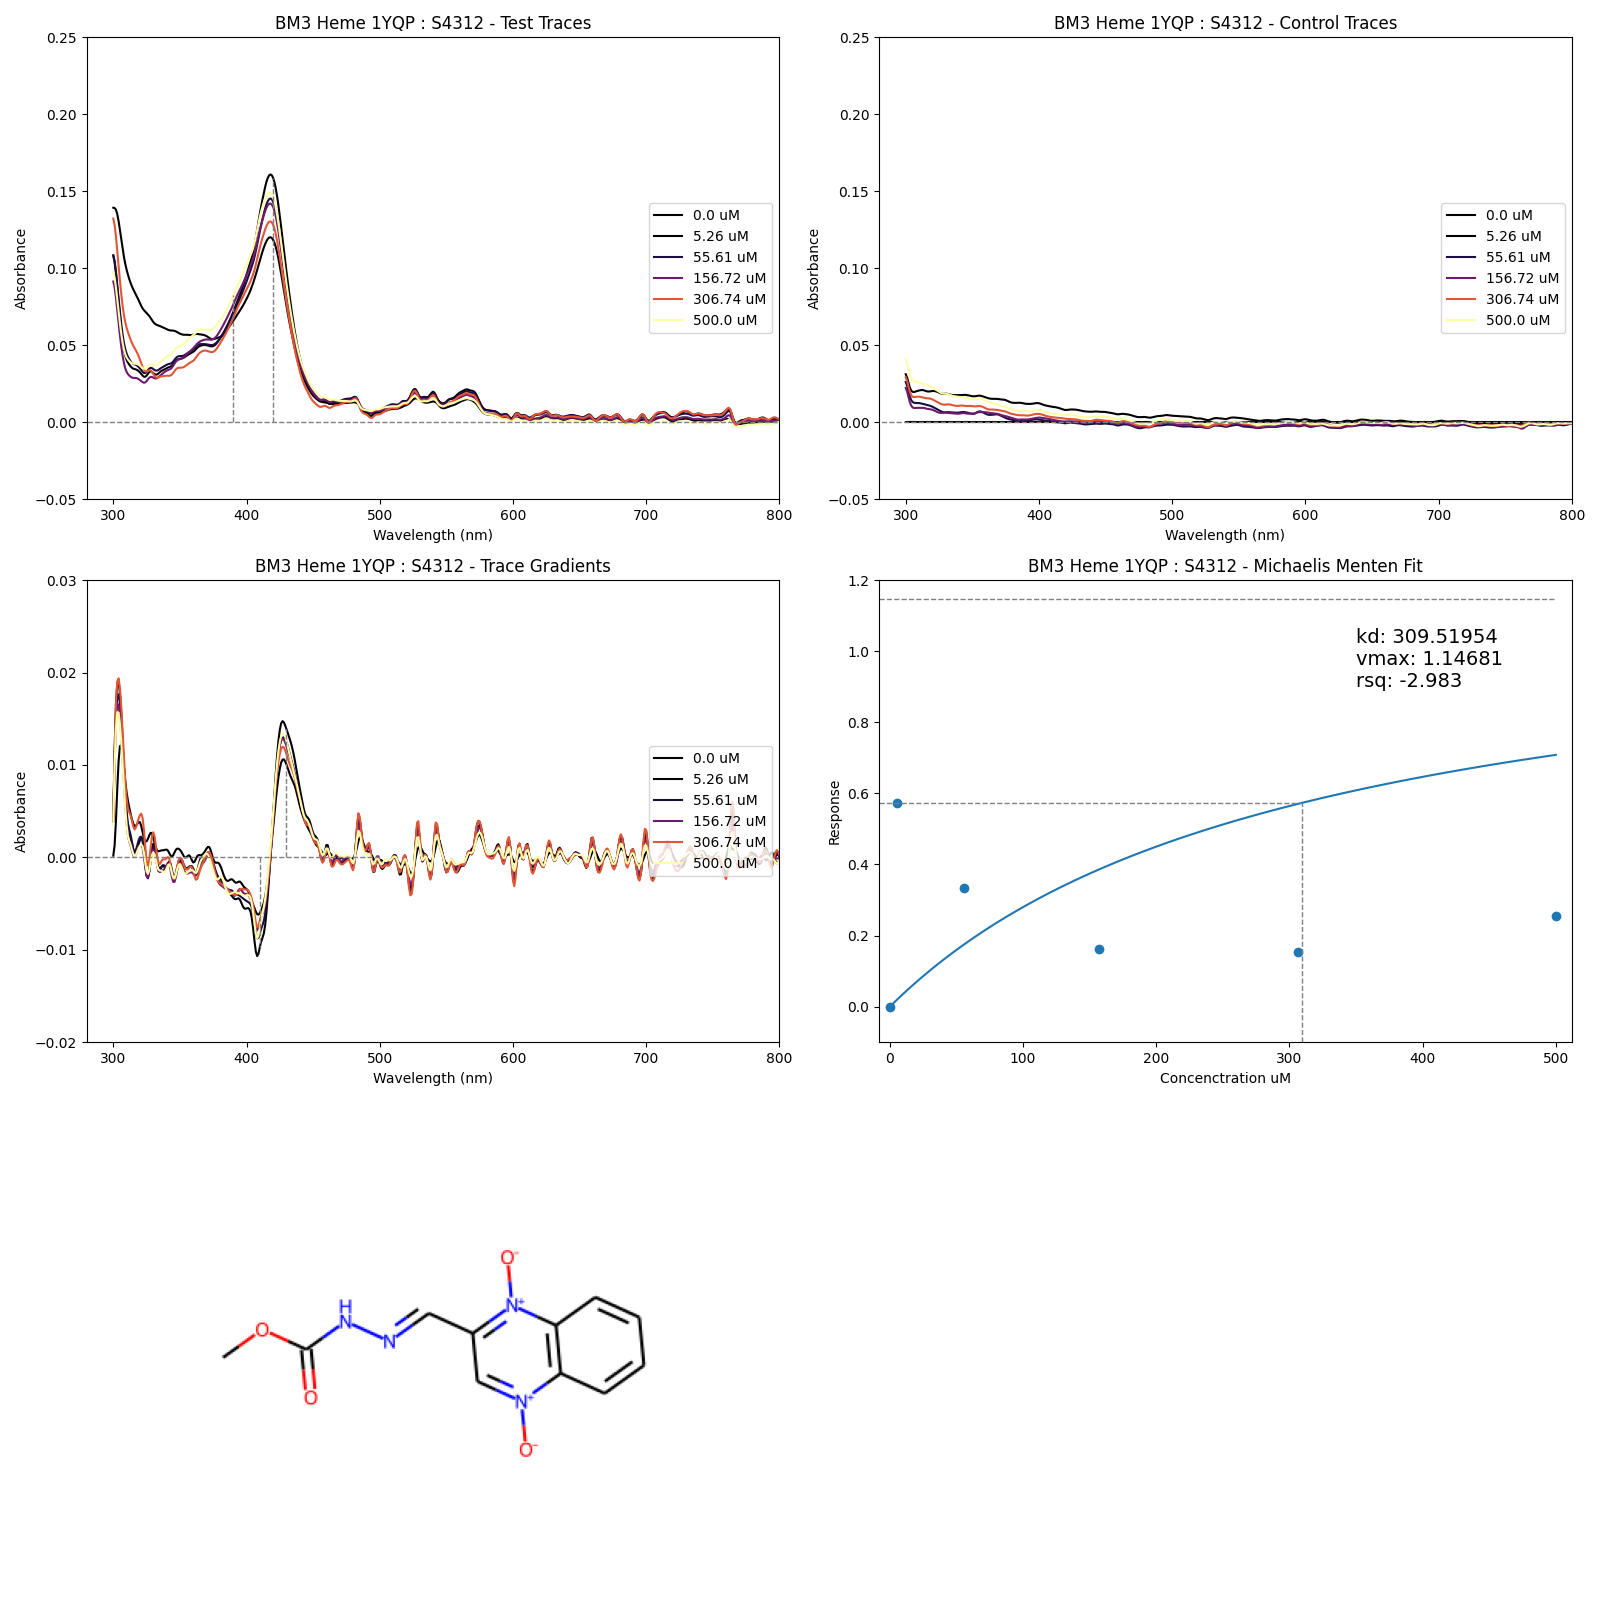 BM3 Heme 1YQP : S4312 - Test Traces
0.25
0.20
0.15
0.10
0.05
0.00
−0.05
Absorbance
300
400
500
600
700
800
Wavelength (nm)
0.0 uM
5.26 uM
55.61 uM
156.72 uM
306.74 uM
500.0 uM
BM3 Heme 1YQP : S4312 - Control Traces
0.25
0.20
0.15
0.10
0.05
0.00
−0.05
Absorbance
300
400
500
600
700
800
Wavelength (nm)
0.0 uM
5.26 uM
55.61 uM
156.72 uM
306.74 uM
500.0 uM
BM3 Heme 1YQP : S4312 - Trace Gradients
0.03
0.02
0.01
0.00
−0.01
−0.02
Absorbance
300
400
500
600
700
800
Wavelength (nm)
0.0 uM
5.26 uM
55.61 uM
156.72 uM
306.74 uM
500.0 uM
BM3 Heme 1YQP : S4312 - Michaelis Menten Fit
1.2
1.0
0.8
0.6
0.4
0.2
0.0
Response
0
100
200
300
400
500
Concenctration uM
kd: 309.51954
vmax: 1.14681
rsq: -2.983
O⁻
H
N
N⁺
O
N
O
N⁺
O⁻